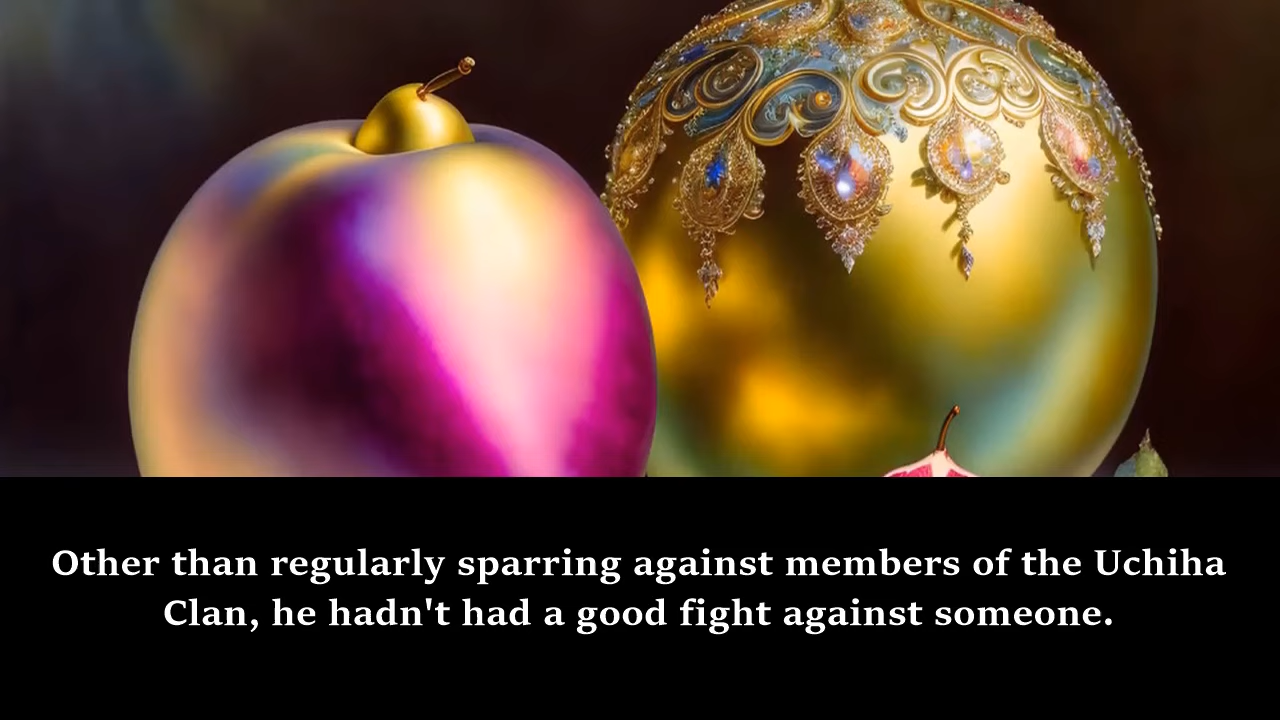 Other than regularly sparring against members of the Uchiha
Clan, he hadn't had a good fight against someone.